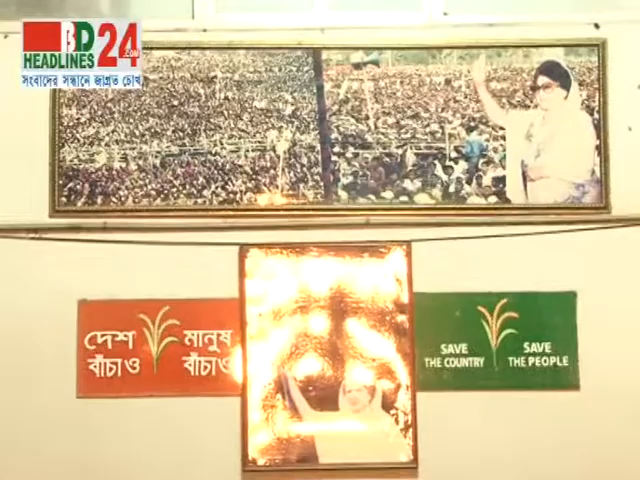 BD24
HEADLINES .COM
সংবাদের সন্ধানে জাগ্রত চোখ
দেশ
বাঁচাও
মানুষ
বাঁচাও
SAVE
THE COUNTRY
SAVE
THE PEOPLE